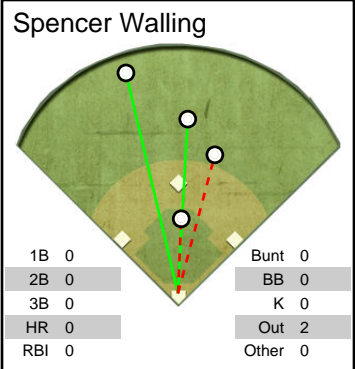 Spencer Walling
1B 0 Bunt 0
2B 0 BB 0
3B 0 K 0
HR 0 Out 2
RBI 0 Other 0